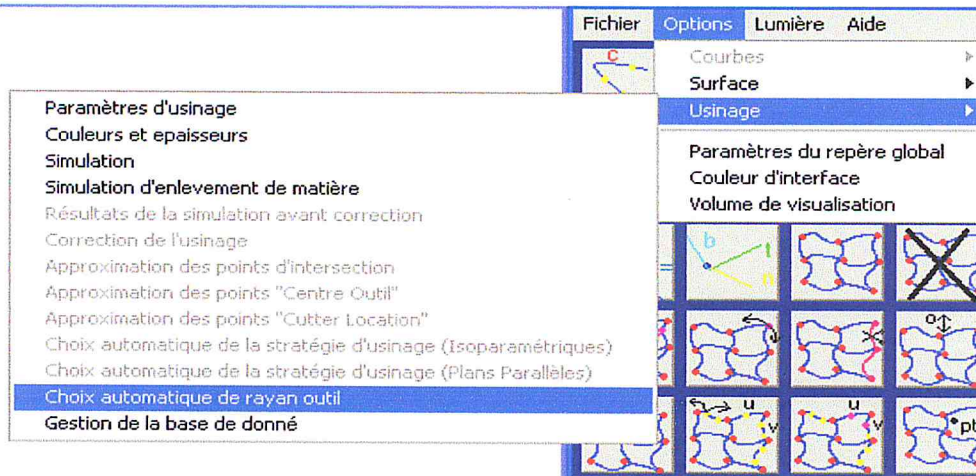 Fichier Options Lumière Aide
Courbes
Surface
Usinage
Paramètres du repère global
Couleur d'interface
Volume de visualisation
Paramètres d'usinage
Couleurs et epaisseurs
Simulation
Simulation d'enlevement de matière
Résultats de la simulation avant correction
Correction de l'usinage
Approximation des points d'intersection
Approximation des points "Centre Outil"
Approximation des points "Cutter Location"
Choix automatique de la stratégie d'usinage (Isoparamétriques)
Choix automatique de la stratégie d'usinage (Plans Parallèles)
Choix automatique de rayan outil
Gestion de la base de donné
C
b t n
o
u v
u v
pt